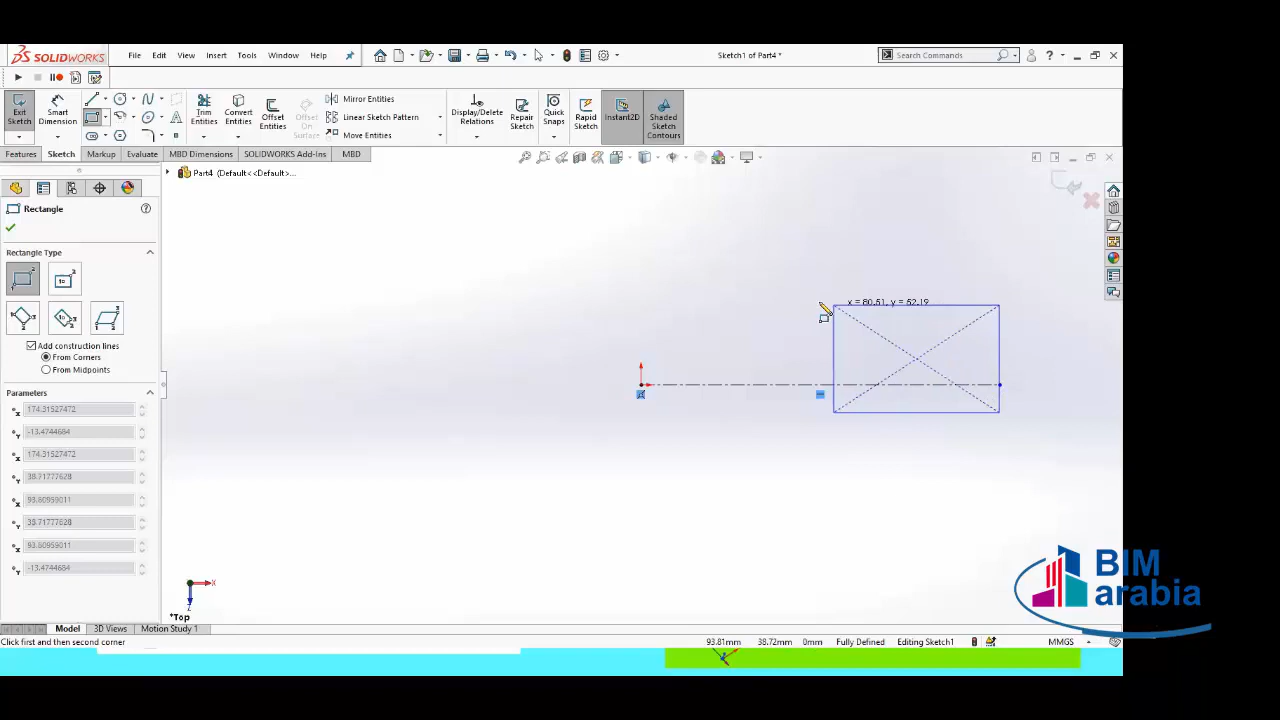 SOLIDWORKS
File
Edit
View
Insert
Tools
Window
Help
Sketch1 of Part4 *
Search Commands
Exit
Sketch
Smart
Dimension
Trim
Entities
Convert
Entities
Offset
Entities
Offset
On
Surface
Mirror Entities
Linear Sketch Pattern
Move Entities
Display/Delete
Relations
Repair
Sketch
Quick
Snaps
Rapid
Sketch
Instant2D
Shaded
Sketch
Contours
Features
Sketch
Markup
Evaluate
MBD Dimensions
SOLIDWORKS Add-Ins
MBD
Part4 (Default<<Default>...
Rectangle
Rectangle Type
Add construction lines
From Corners
From Midpoints
Parameters
174.31527472
-13.4744684
174.31527472
38.71777628
93.80959011
38.71777628
93.80959011
-13.4744684
x = 80.51, y = 52.19
X
Z
*Top
Model
3D Views
Motion Study 1
Click first and then second corner
93.81mm
38.72mm
0mm
Fully Defined
Editing Sketch1
MMGS
BIM
arabia